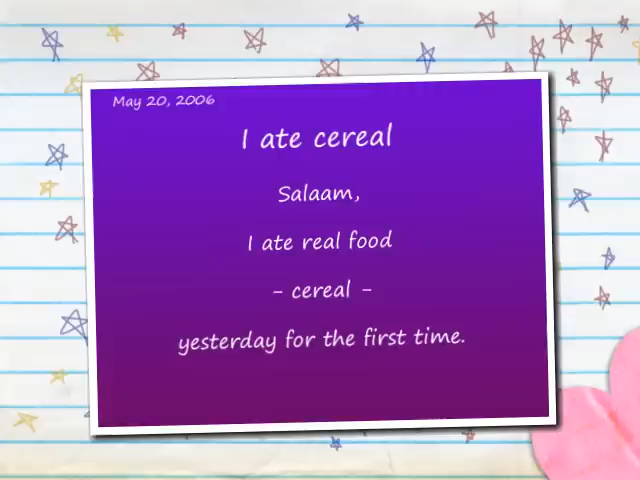 May 20, 2006
I ate cereal
Salaam,
I ate real food
- cereal -
yesterday for the first time.